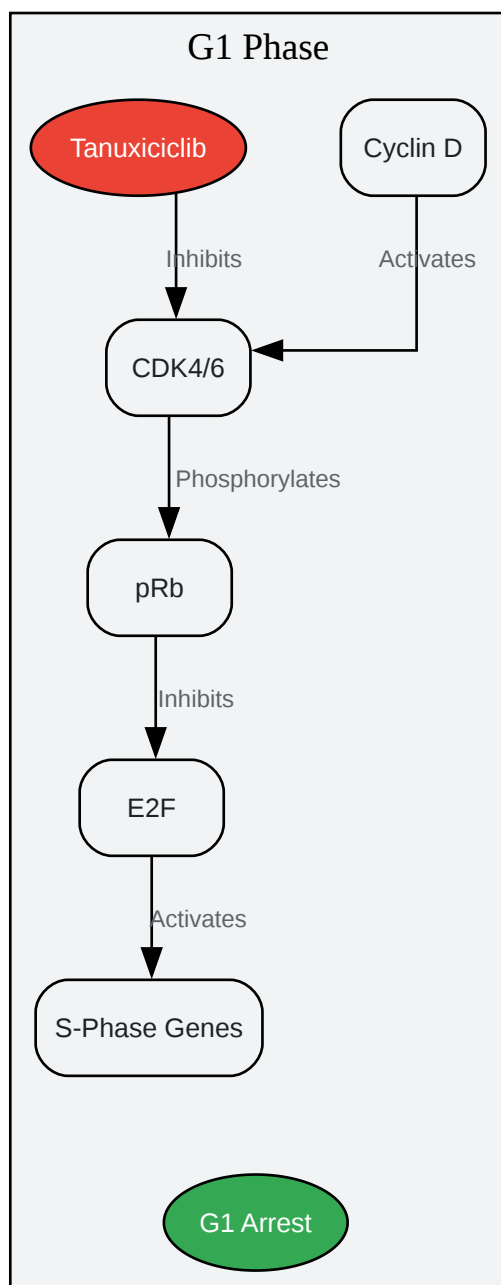 G1 Phase
Tanuxiciclib
Cyclin D
Inhibits
Activates
CDK4/6
Phosphorylates
pRb
Inhibits
E2F
Activates
S-Phase Genes
G1 Arrest